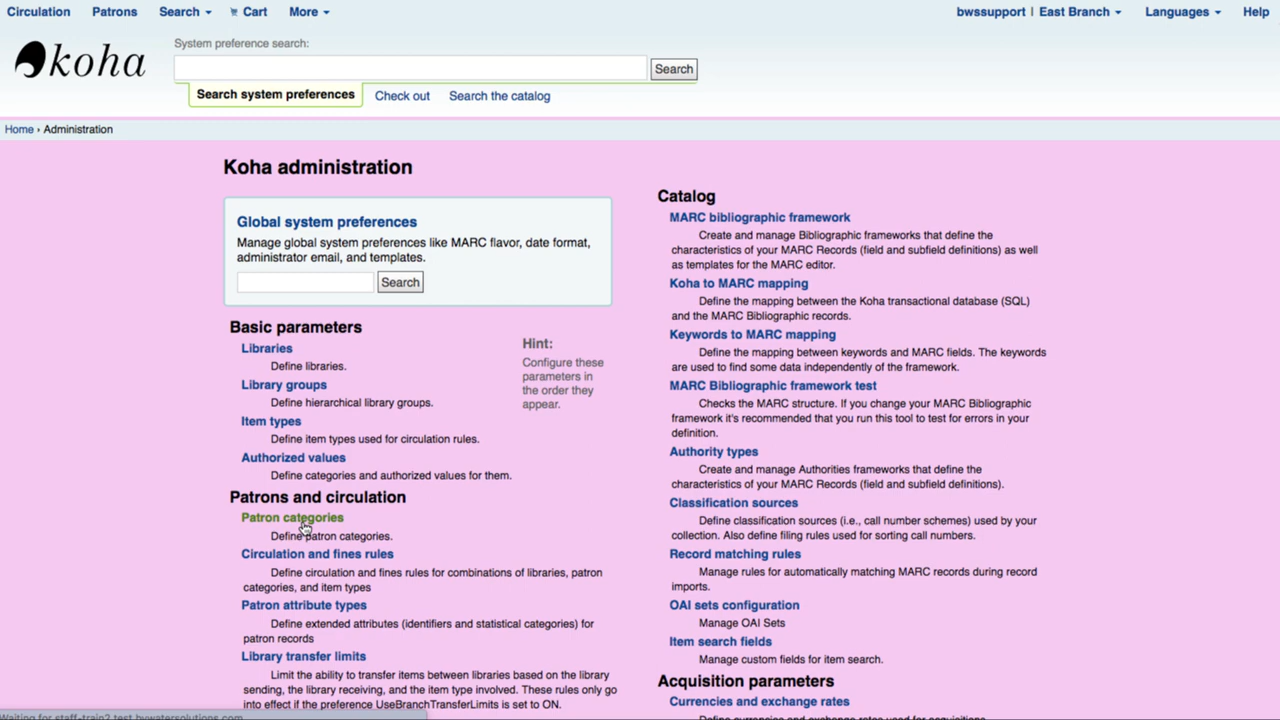 Circulation Patrons Search Cart More bwssupport | East Branch Languages Help
koha
System preference search:
Search
Search system preferences Check out Search the catalog
Home › Administration
Koha administration
Global system preferences
Manage global system preferences like MARC flavor, date format,
administrator email, and templates.
Search
Basic parameters
Libraries
Define libraries.
Library groups
Define hierarchical library groups.
Item types
Define item types used for circulation rules.
Authorized values
Define categories and authorized values for them.
Hint:
Configure these
parameters in
the order they
appear.
Patrons and circulation
Patron categories
Define patron categories.
Circulation and fines rules
Define circulation and fines rules for combinations of libraries, patron
categories, and item types
Patron attribute types
Define extended attributes (identifiers and statistical categories) for
patron records
Library transfer limits
Limit the ability to transfer items between libraries based on the library
sending, the library receiving, and the item type involved. These rules only go
into effect if the preference UseBranchTransferLimits is set to ON.
Catalog
MARC bibliographic framework
Create and manage Bibliographic frameworks that define the
characteristics of your MARC Records (field and subfield definitions) as well
as templates for the MARC editor.
Koha to MARC mapping
Define the mapping between the Koha transactional database (SQL)
and the MARC Bibliographic records.
Keywords to MARC mapping
Define the mapping between keywords and MARC fields. The keywords
are used to find some data independently of the framework.
MARC Bibliographic framework test
Checks the MARC structure. If you change your MARC Bibliographic
framework it's recommended that you run this tool to test for errors in your
definition.
Authority types
Create and manage Authorities frameworks that define the
characteristics of your MARC Records (field and subfield definitions).
Classification sources
Define classification sources (i.e., call number schemes) used by your
collection. Also define filing rules used for sorting call numbers.
Record matching rules
Manage rules for automatically matching MARC records during record
imports.
OAI sets configuration
Manage OAI Sets
Item search fields
Manage custom fields for item search.
Acquisition parameters
Currencies and exchange rates
Define currencies and exchange rates used for acquisition.
Waiting for staff-train2.test.bywatersolutions.com